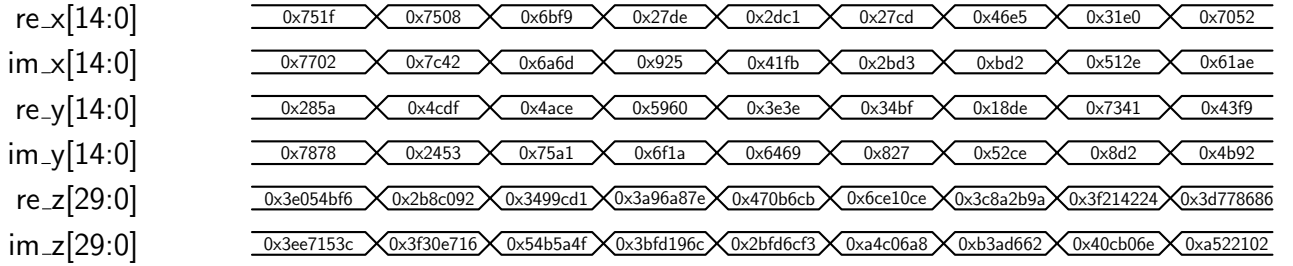 re_x[14:0] 0x751f 0x7508 0x6bf9 0x27de 0x2dc1 0x27cd 0x46e5 0x31e0 0x7052
im_x[14:0] 0x7702 0x7c42 0x6a6d 0x925 0x41fb 0x2bd3 0xbd2 0x512e 0x61ae
re_y[14:0] 0x285a 0x4cdf 0x4ace 0x5960 0x3e3e 0x34bf 0x18de 0x7341 0x43f9
im_y[14:0] 0x7878 0x2453 0x75a1 0x6f1a 0x6469 0x827 0x52ce 0x8d2 0x4b92
re_z[29:0] 0x3e054bf6 0x2b8c092 0x3499cd1 0x3a96a87e 0x470b6cb 0x6ce10ce 0x3c8a2b9a 0x3f214224 0x3d778686
im_z[29:0] 0x3ee7153c 0x3f30e716 0x54b5a4f 0x3bfd196c 0x2bfd6cf3 0xa4c06a8 0xb3ad662 0x40cb06e 0xa522102